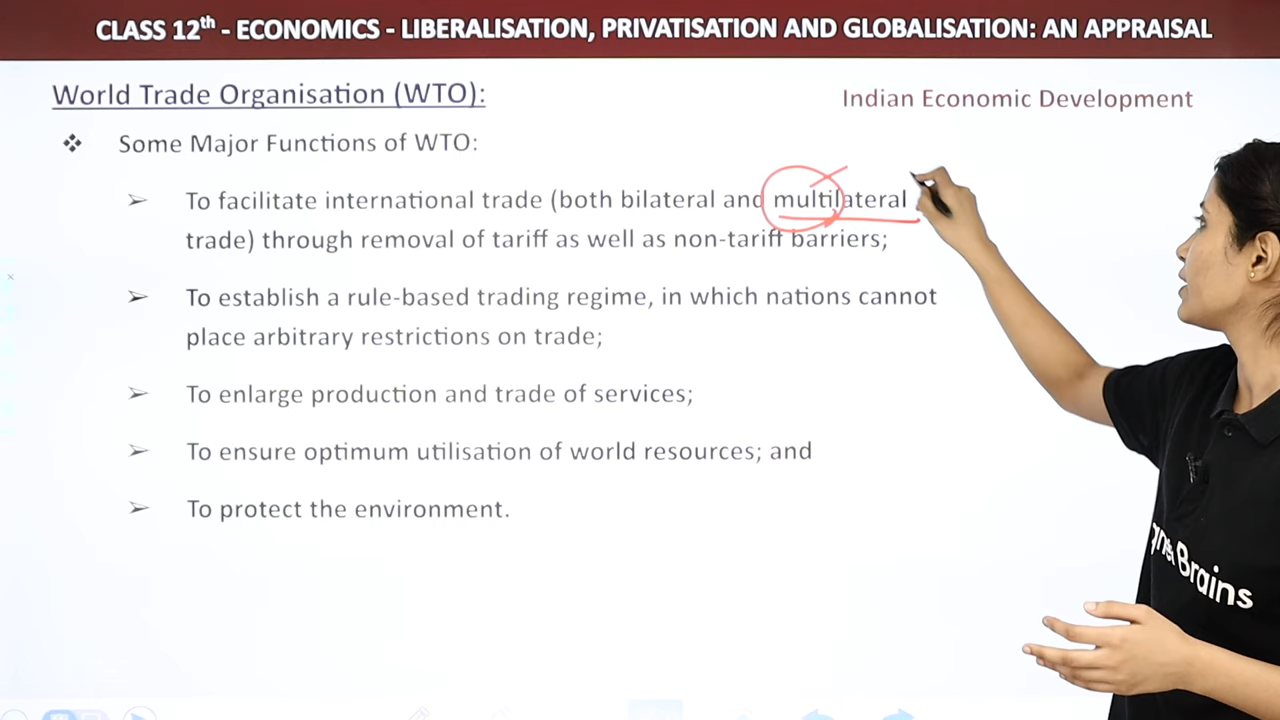 CLASS 12th - ECONOMICS - LIBERALISATION, PRIVATISATION AND GLOBALISATION: AN APPRAISAL
World Trade Organisation (WTO):
Indian Economic Development
❖ Some Major Functions of WTO:
➢ To facilitate international trade (both bilateral and multilateral
trade) through removal of tariff as well as non-tariff barriers;
➢ To establish a rule-based trading regime, in which nations cannot
place arbitrary restrictions on trade;
➢ To enlarge production and trade of services;
➢ To ensure optimum utilisation of world resources; and
➢ To protect the environment.
Brains